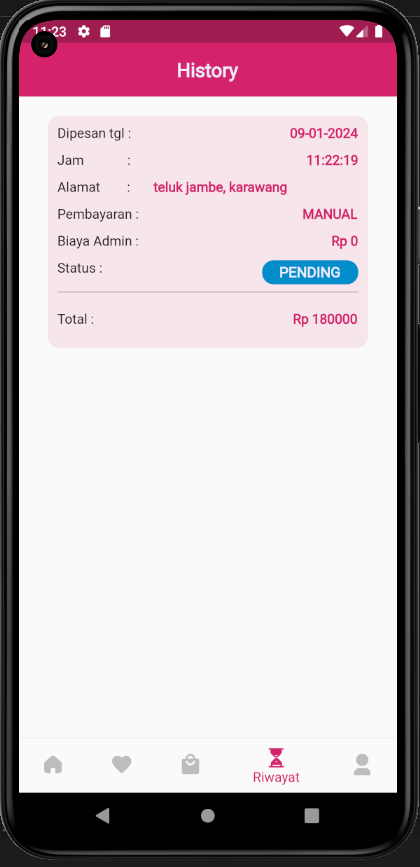 11:23
History
Dipesan tgl : 09-01-2024
Jam : 11:22:19
Alamat : teluk jambe, karawang
Pembayaran : MANUAL
Biaya Admin : Rp 0
Status : PENDING
Total : Rp 180000
Riwayat